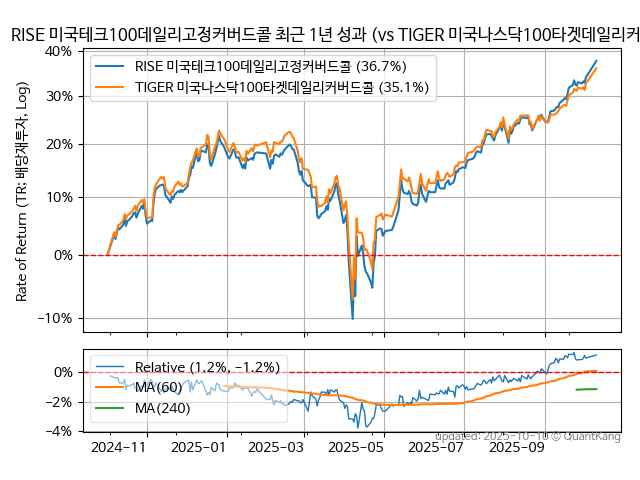 RISE 미국테크100데일리고정커버드콜 최근 1년 성과 (vs TIGER 미국나스닥100타겟데일리커
Rate of Return (TR: 배당재투자, Log)
40%
30%
20%
10%
0%
−10%
RISE 미국테크100데일리고정커버드콜 (36.7%)
TIGER 미국나스닥100타겟데일리커버드콜 (35.1%)
0%
−2%
−4%
Relative (1.2%, −1.2%)
MA(60)
MA(240)
2024-11
2025-01
2025-03
2025-05
2025-07
2025-09
updated: 2025-10-10 © QuantKang